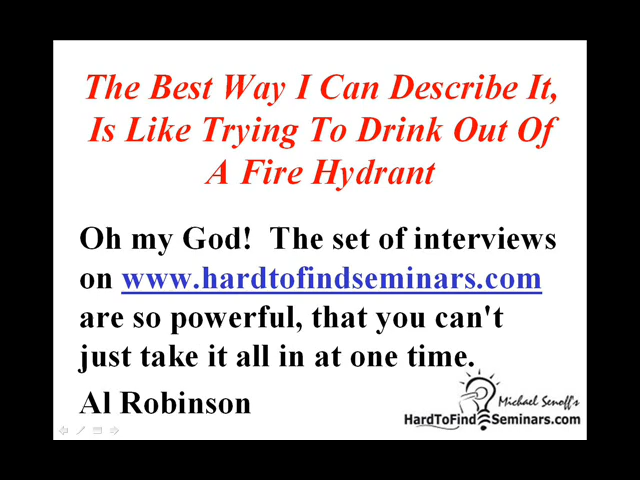 The Best Way I Can Describe It,
Is Like Trying To Drink Out Of
A Fire Hydrant
Oh my God!  The set of interviews
on www.hardtofindseminars.com
are so powerful, that you can't
just take it all in at one time.
Al Robinson
Michael Senoff's
HardToFindSeminars.com